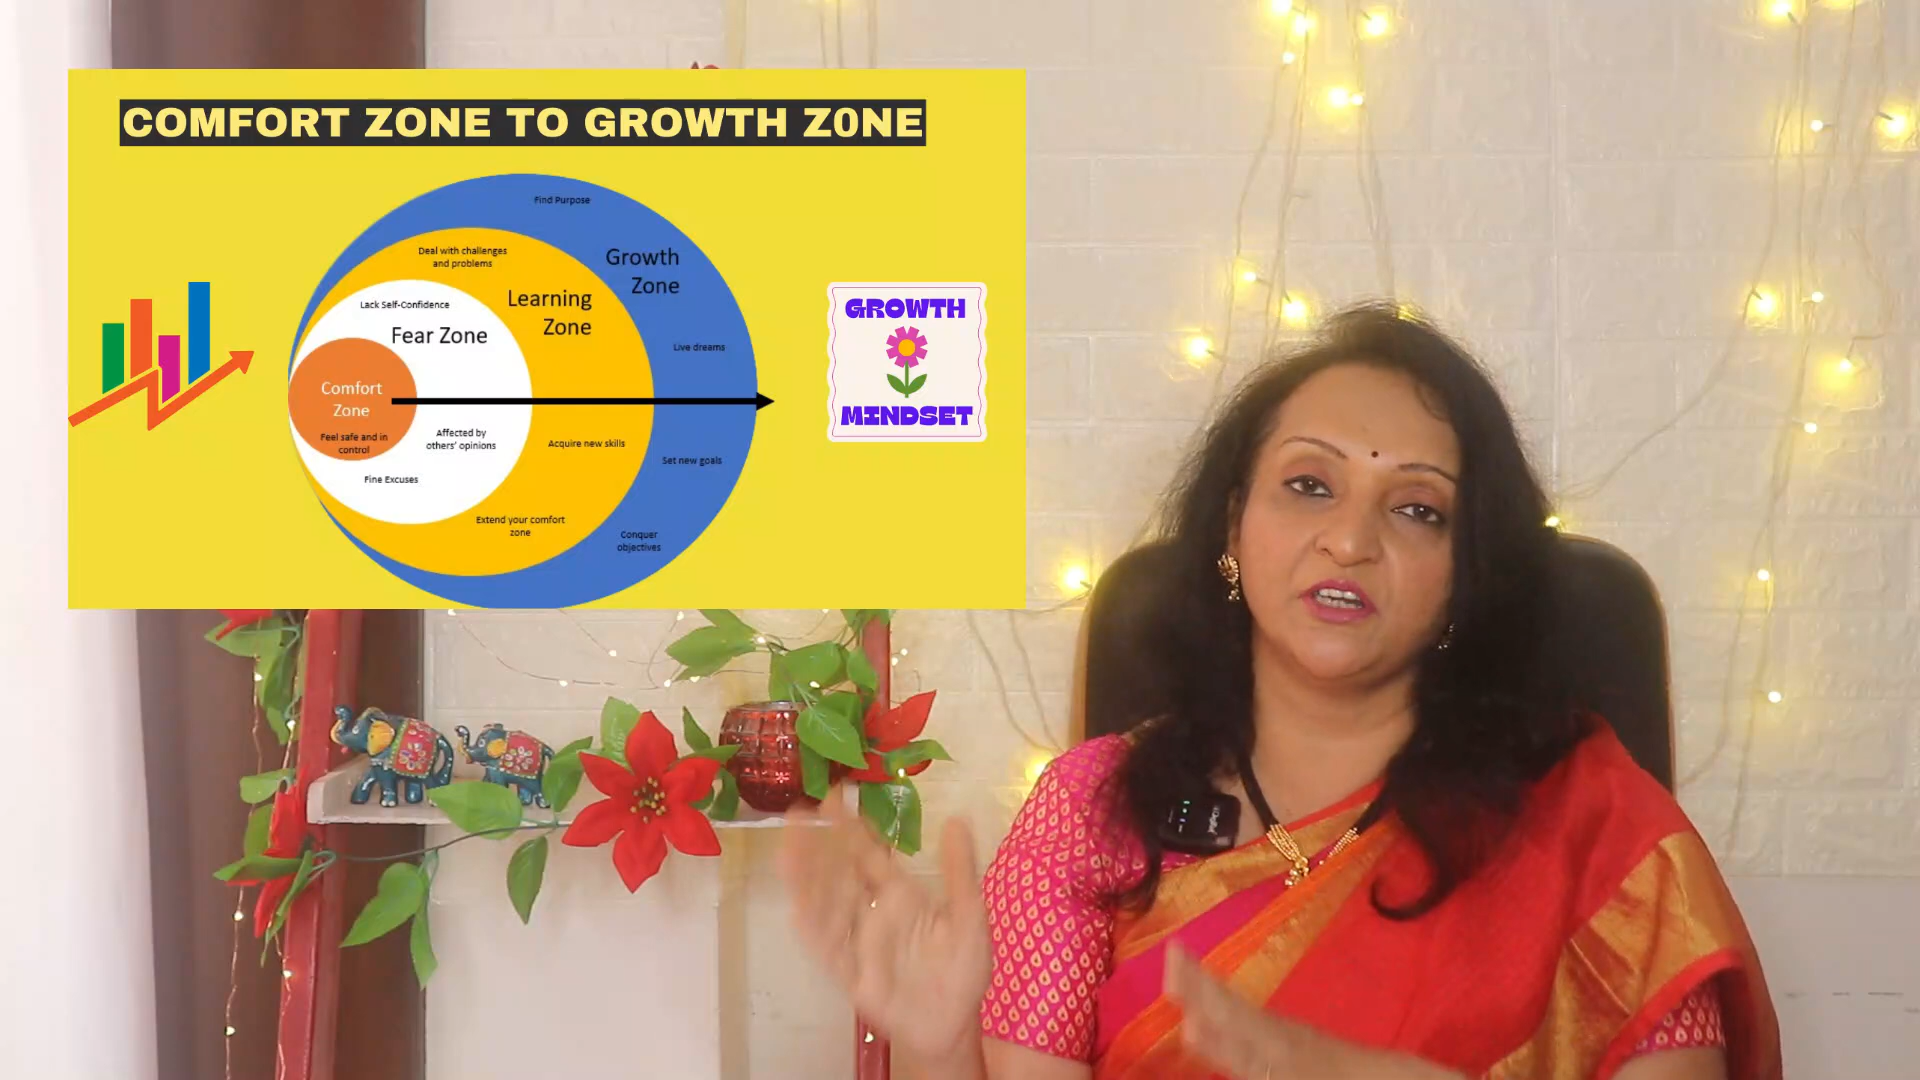 COMFORT ZONE TO GROWTH Z0NE
Find Purpose
Growth
Zone
Deal with challenges
and problems
Learning
Zone
Lack Self-Confidence
Fear Zone
Live dreams
Comfort
Zone
Feel safe and in
control
Affected by
others' opinions
Acquire new skills
Set new goals
Fine Excuses
Extend your comfort
zone
Conquer
objectives
GROWTH
MINDSET